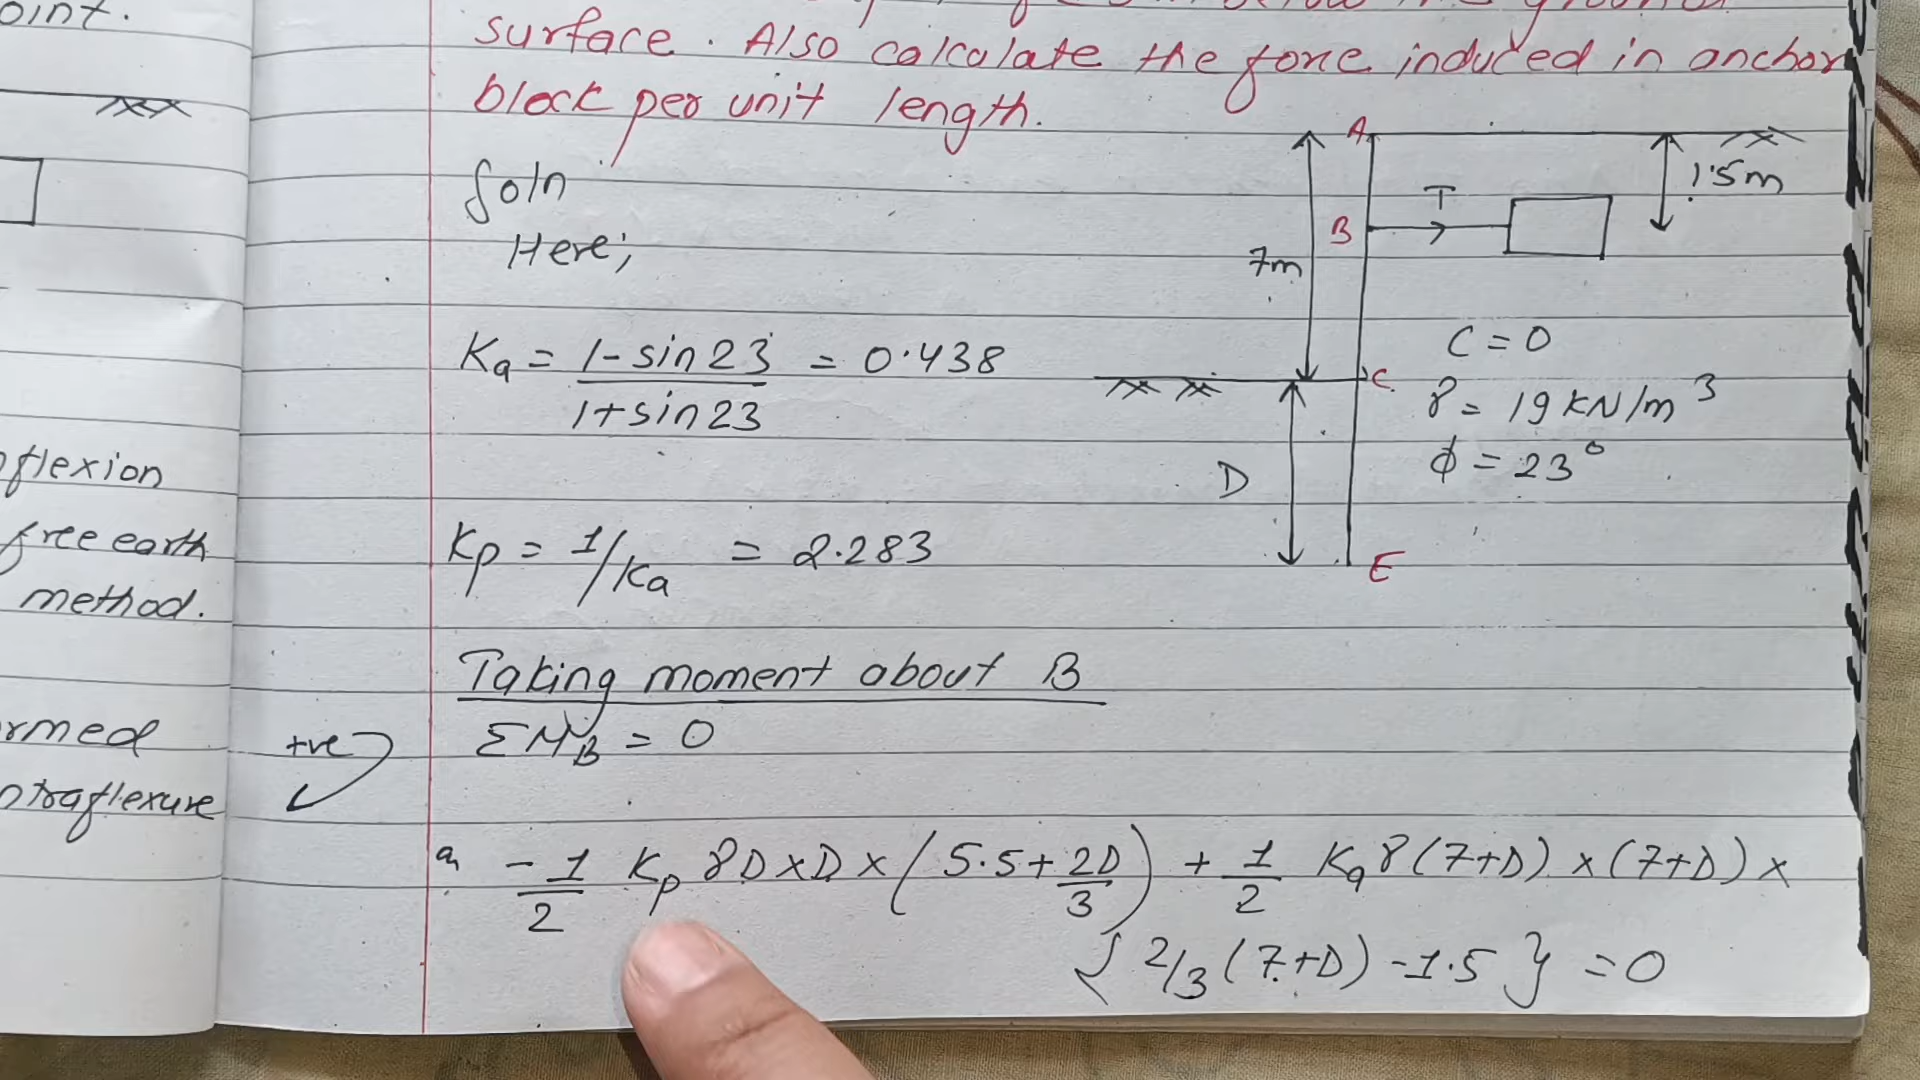 oint.
flexion
free earth
method.
rmed
ntraflexure
surface. Also calculate the force induced in anchor
block per unit length.
Soln
Here;
Ka = 1-sin23 / 1+sin23 = 0.438
Kp = 1/Ka = 2.283
A
1.5m
T
B
7m
C
C = 0
γ = 19 KN/m³
φ = 23°
D
E
Taking moment about B
+ve
ΣMB = 0
a, -1/2 Kp γD×D×(5.5+2D/3) + 1/2 Ka γ(7+D)×(7+D)×
{2/3(7+D)-1.5} = 0